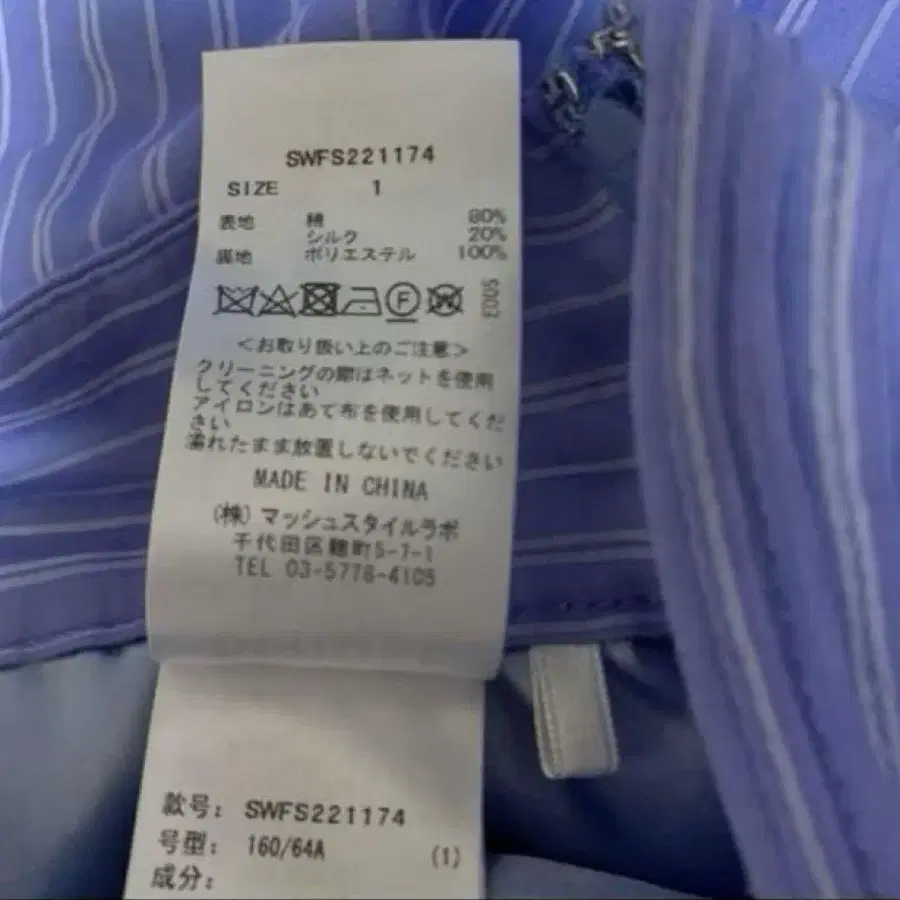 SWFS221174
SIZE 1
表地 綿 80%
シルク 20%
裏地 ポリエステル 100%
F W E005
<お取り扱い上のご注意>
クリーニングの際はネットを使用
してください
アイロンはあて布を使用してくだ
さい
濡れたまま放置しないでください
MADE IN CHINA
(株)マッシュスタイルラボ
千代田区麹町5-7-1
TEL 03-5778-4105
款号: SWFS221174
号型: 160/64A (1)
成分: